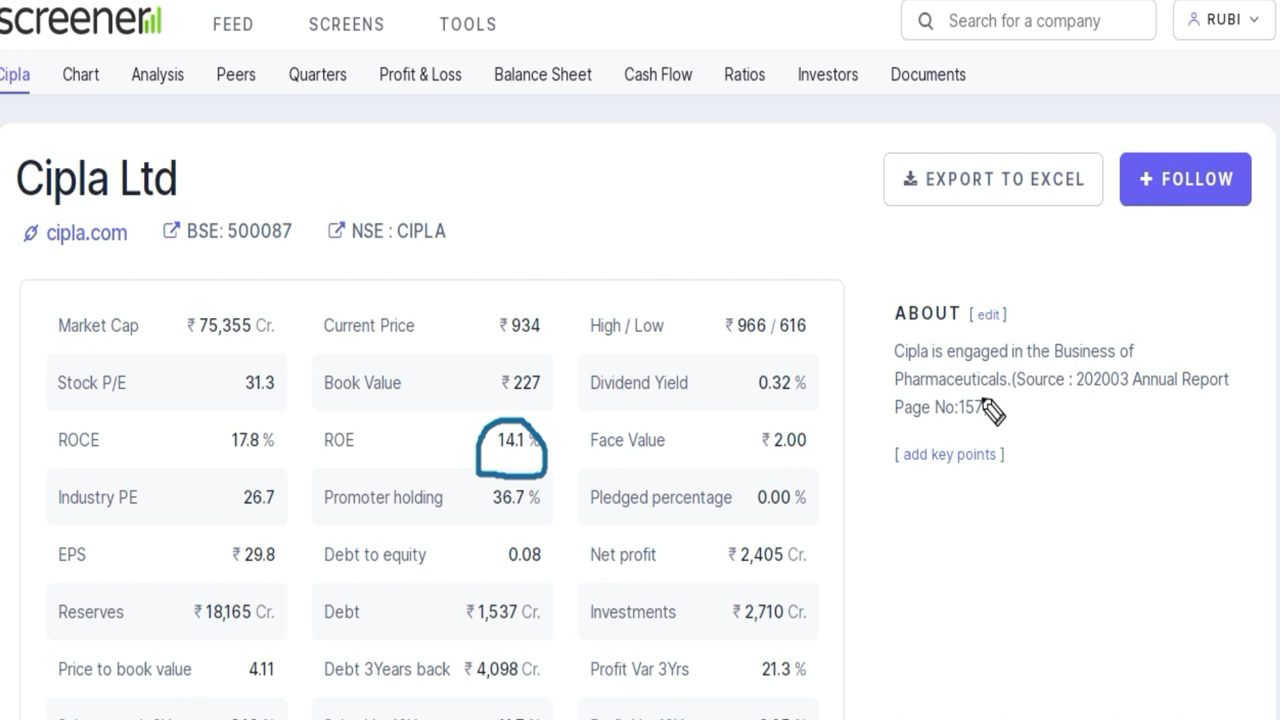 screener FEED SCREENS TOOLS Search for a company RUBI
Cipla Chart Analysis Peers Quarters Profit & Loss Balance Sheet Cash Flow Ratios Investors Documents
Cipla Ltd
EXPORT TO EXCEL + FOLLOW
cipla.com BSE: 500087 NSE : CIPLA
Market Cap ₹ 75,355 Cr. Current Price ₹ 934 High / Low ₹ 966 / 616
Stock P/E 31.3 Book Value ₹ 227 Dividend Yield 0.32 %
ROCE 17.8 % ROE 14.1 % Face Value ₹ 2.00
Industry PE 26.7 Promoter holding 36.7 % Pledged percentage 0.00 %
EPS ₹ 29.8 Debt to equity 0.08 Net profit ₹ 2,405 Cr.
Reserves ₹ 18,165 Cr. Debt ₹ 1,537 Cr. Investments ₹ 2,710 Cr.
Price to book value 4.11 Debt 3Years back ₹ 4,098 Cr. Profit Var 3Yrs 21.3 %
ABOUT [ edit ]
Cipla is engaged in the Business of
Pharmaceuticals.(Source : 202003 Annual Report
Page No:157
[ add key points ]